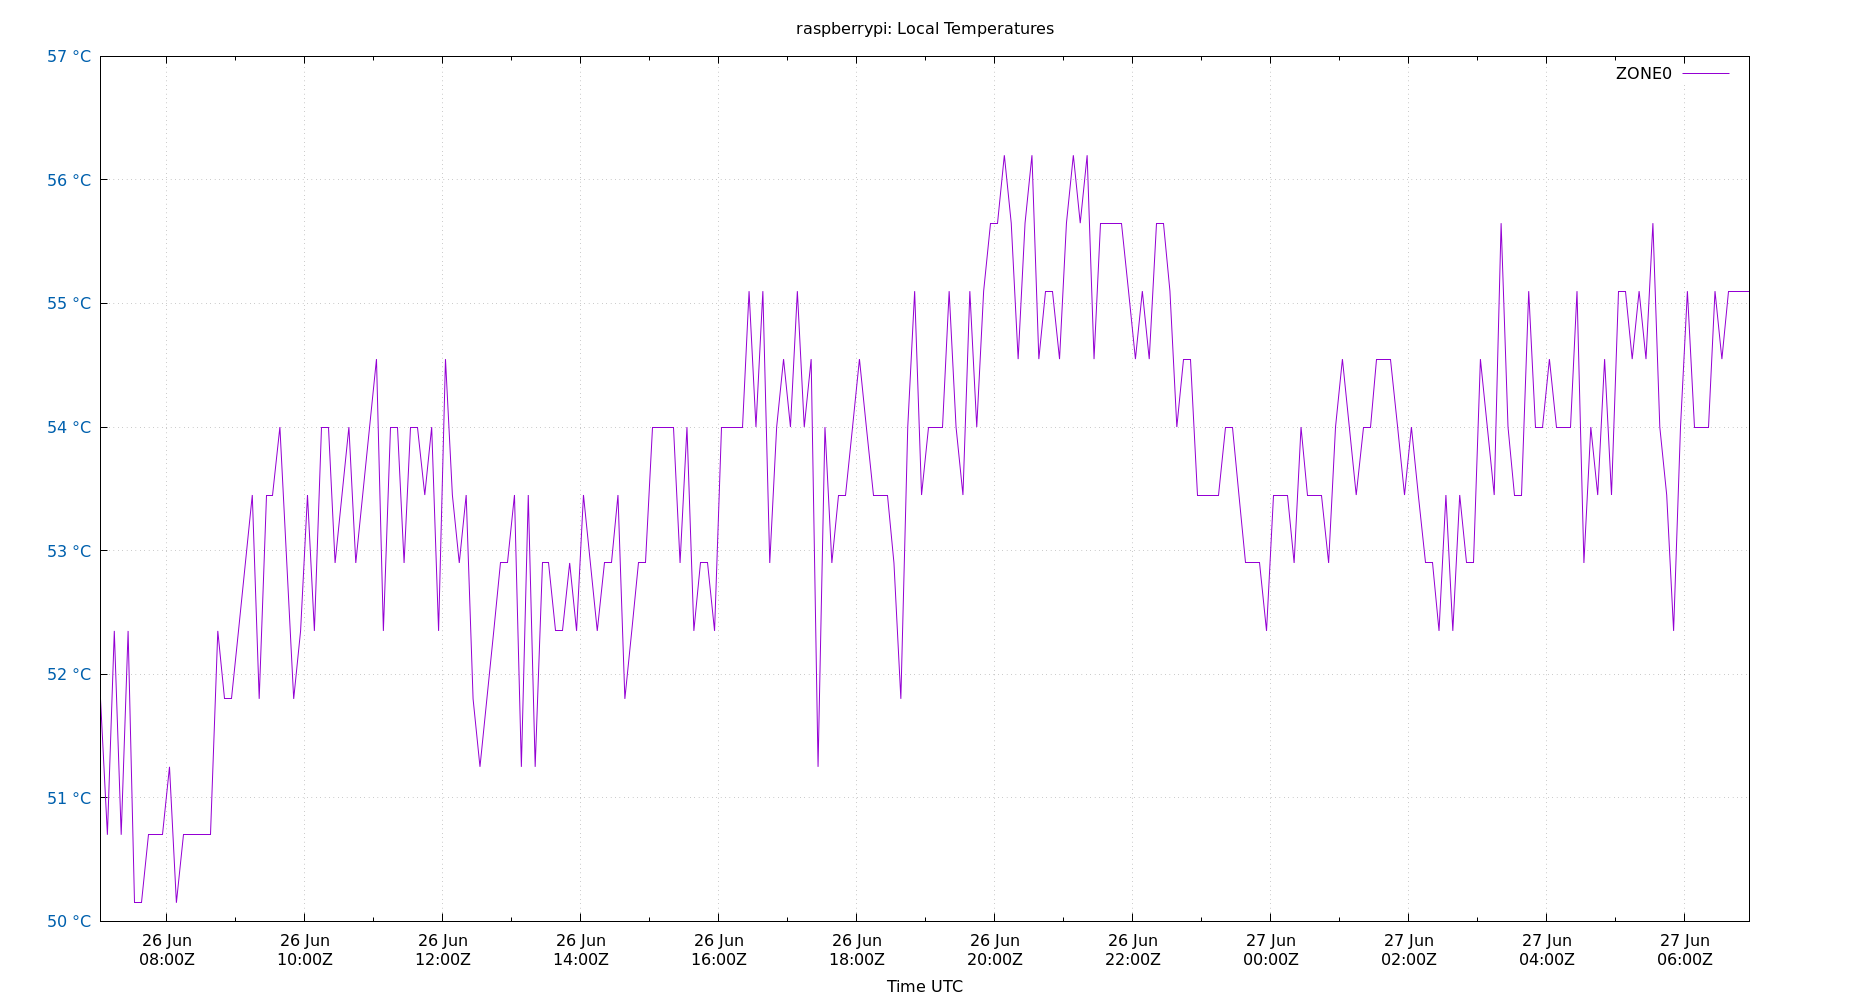 raspberrypi: Local Temperatures
57 °C
ZONE0
56 °C
55 °C
54 °C
53 °C
52 °C
51 °C
50 °C
26 Jun 26 Jun 26 Jun 26 Jun 26 Jun 26 Jun 26 Jun 26 Jun 27 Jun 27 Jun 27 Jun 27 Jun
08:00Z 10:00Z 12:00Z 14:00Z 16:00Z 18:00Z 20:00Z 22:00Z 00:00Z 02:00Z 04:00Z 06:00Z
Time UTC